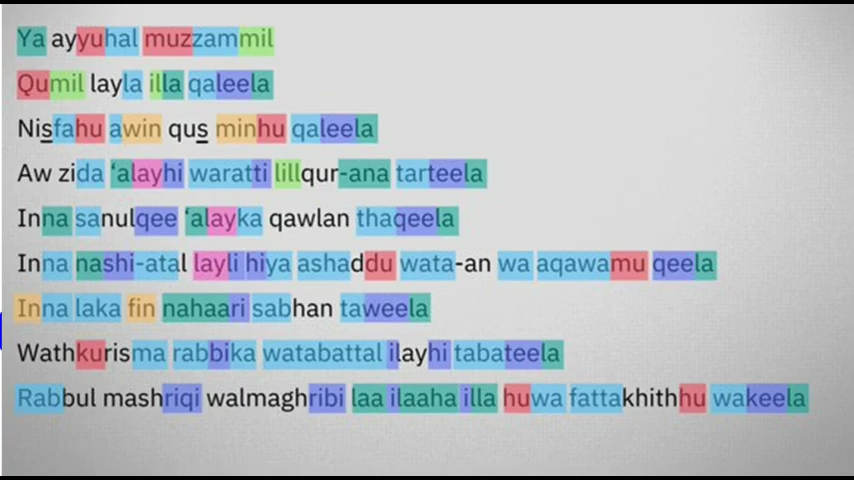 Ya ayyuhal muzzammil
Qumil layla illa qaleela
Nisfahu awin qus minhu qaleela
Aw zida ‘alayhi waratti lillqur-ana tarteela
Inna sanulqee ‘alayka qawlan thaqeela
Inna nashi-atal layli hiya ashaddu wata-an wa aqawamu qeela
Inna laka fin nahaari sabhan taweela
Wathkurisma rabbika watabattal ilayhi tabateela
Rabbul mashriqi walmaghribi laa ilaaha illa huwa fattakhithhu wakeela